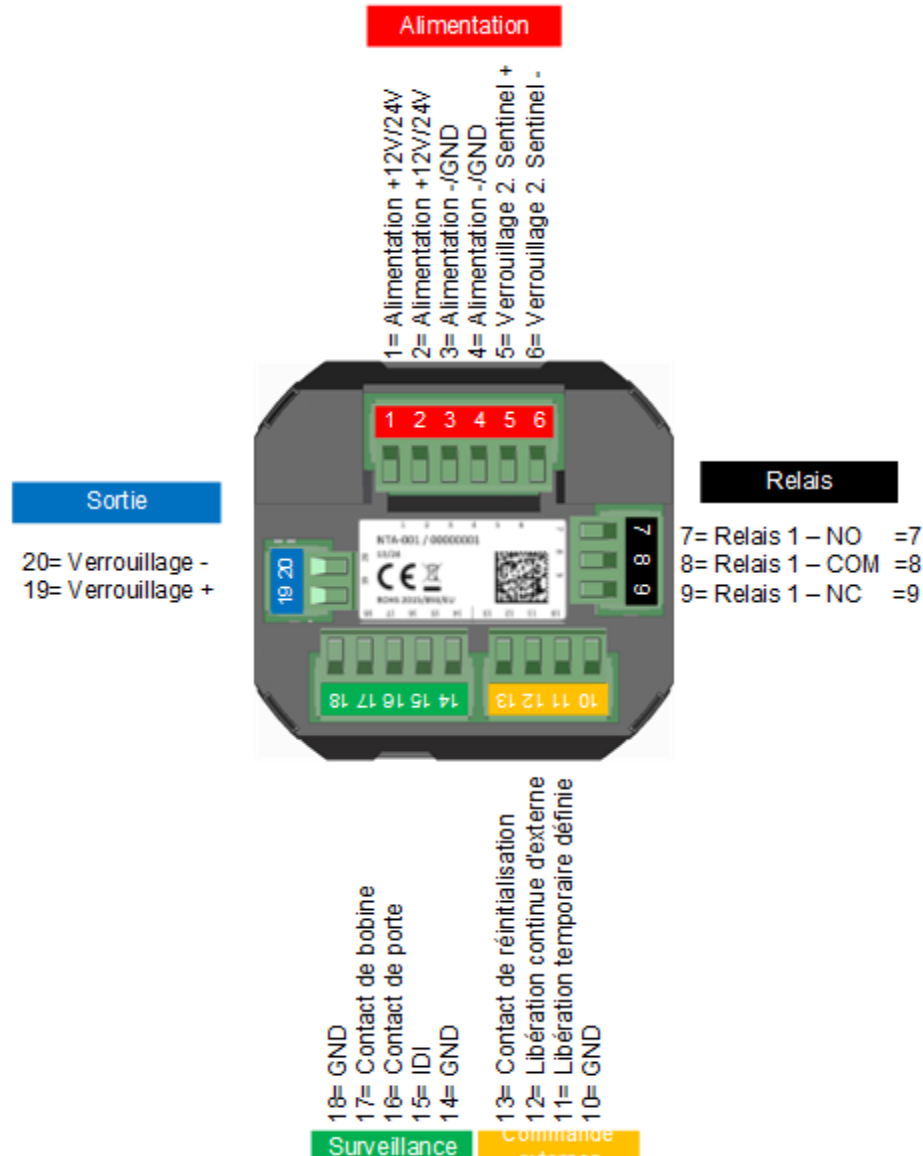 Alimentation
1= Alimentation +12V/24V
2= Alimentation +12V/24V
3= Alimentation -/GND
4= Alimentation -/GND
5= Verrouillage 2. Sentinel +
6= Verrouillage 2. Sentinel -
1 2 3 4 5 6
Sortie
20= Verrouillage -
19= Verrouillage +
19 20
NTA-001 / 00000001
CE
Relais
7= Relais 1 – NO =7
8= Relais 1 – COM =8
9= Relais 1 – NC =9
7
8
9
18 17 16 15 14
13 12 11 10
18= GND
17= Contact de bobine
16= Contact de porte
15= IDI
14= GND
13= Contact de réinitialisation
12= Libération continue d'externe
11= Libération temporaire définie
10= GND
Surveillance
Commande